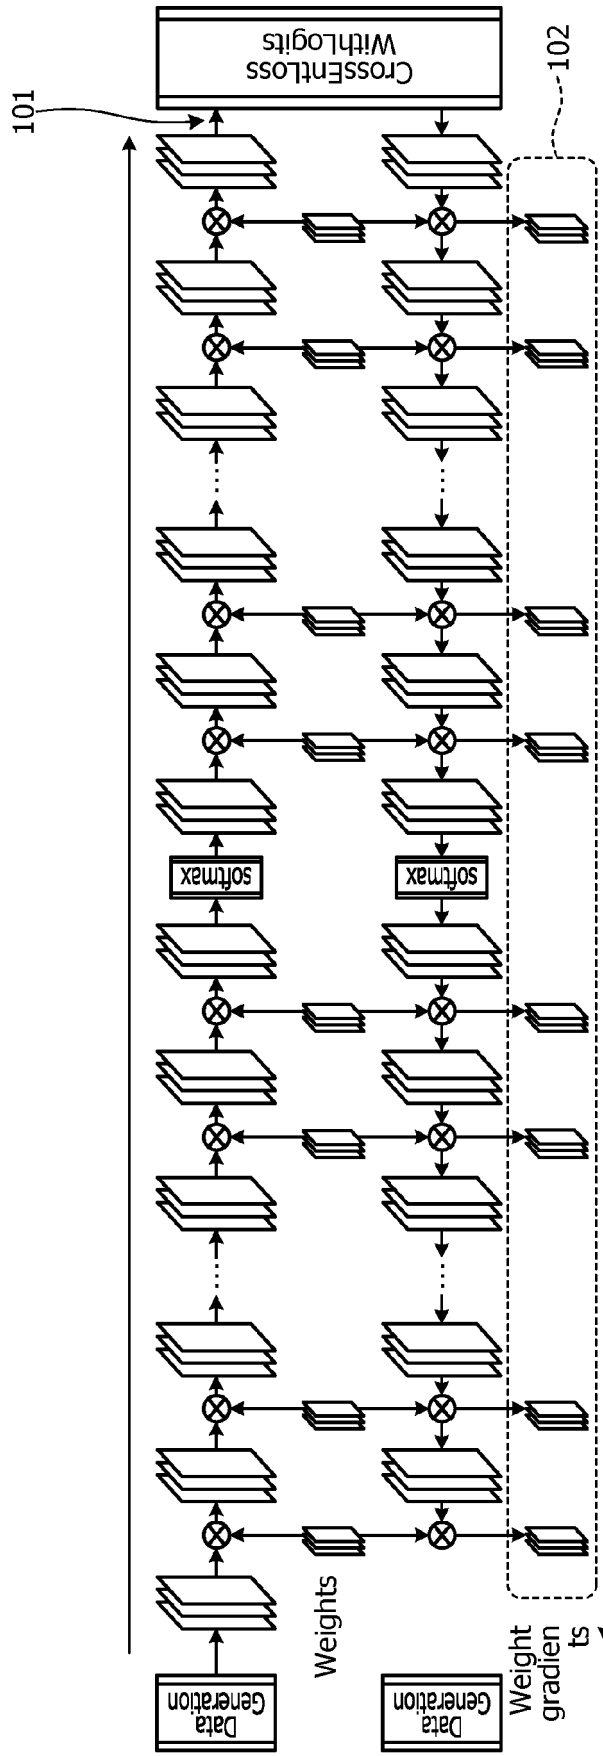 101
CrossEntLoss
WithLogits
102
softmax
softmax
Data
Generation
Weights
Data
Generation
Weight
gradien
ts